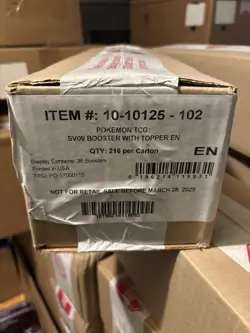 ITEM #: 10-10125 - 102
POKEMON TCG:
SV09 BOOSTER WITH TOPPER EN
QTY: 216 per Carton
EN
Display Contains: 36 Boosters
Printed in USA
NOT FOR RETAIL SALE BEFORE MARCH 28, 2025